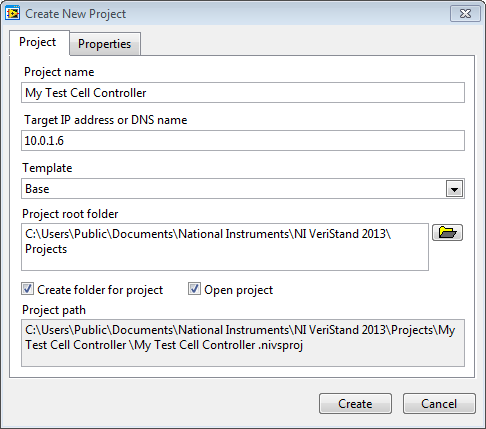 Create New Project
Project
Properties
Project name
My Test Cell Controller
Target IP address or DNS name
10.0.1.6
Template
Base
Project root folder
C:\Users\Public\Documents\National Instruments\NI VeriStand 2013\
Projects
Create folder for project
Open project
Project path
C:\Users\Public\Documents\National Instruments\NI VeriStand 2013\Projects\My
Test Cell Controller \My Test Cell Controller .nivsproj
Create
Cancel